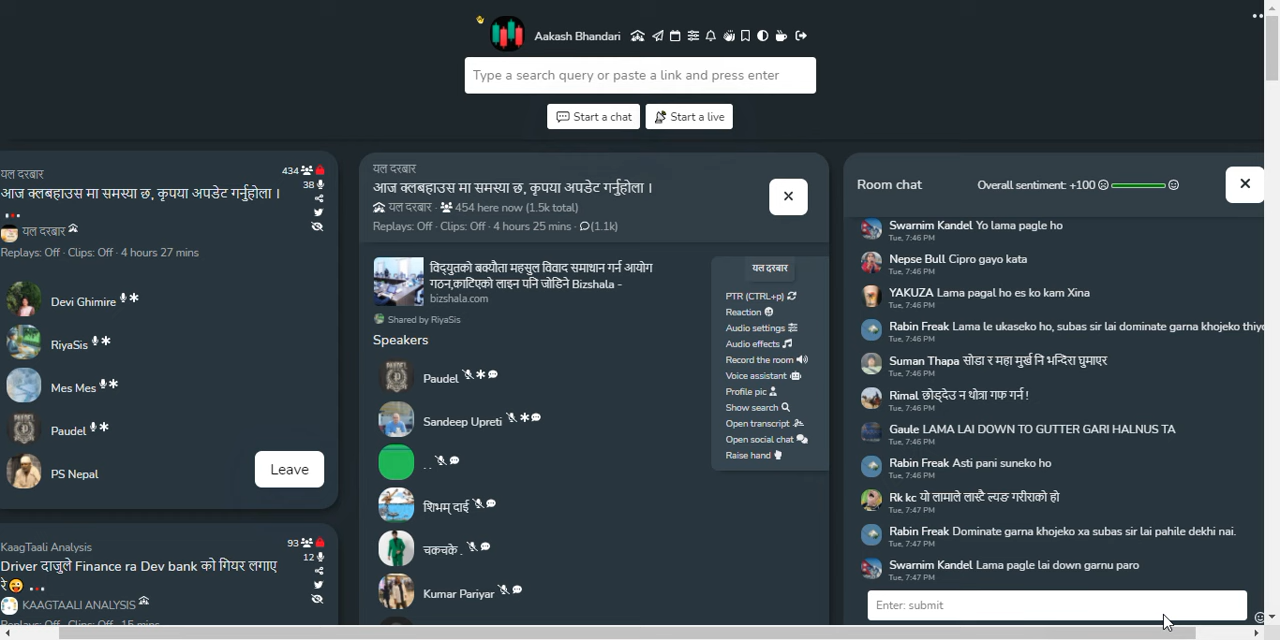 Aakash Bhandari
Type a search query or paste a link and press enter
Start a chat
Start a live
यल दरबार
434
आज क्लबहाउस मा समस्या छ, कृपया अपडेट गर्नुहोला ।
38
यल दरबार
Replays: Off · Clips: Off · 4 hours 27 mins
Devi Ghimire
RiyaSis
Mes Mes
Paudel
PS Nepal
Leave
KaagTaali Analysis
93
Driver दाजुले Finance ra Dev bank को गियर लगाए
12
रे
KAAGTAALI ANALYSIS
Replays: Off · Clips: Off · 15 mins
यल दरबार
आज क्लबहाउस मा समस्या छ, कृपया अपडेट गर्नुहोला ।
यल दरबार · 454 here now (1.5k total)
Replays: Off · Clips: Off · 4 hours 25 mins · (1.1k)
विद्युतको बक्यौता महसुल विवाद समाधान गर्न आयोग
गठन,काटिएको लाइन पनि जोडिने Bizshala -
bizshala.com
Shared by RiyaSis
Speakers
Paudel
Sandeep Upreti
. .
शिभम् दाई
चक्रचके .
Kumar Pariyar
यल दरबार
PTR (CTRL+p)
Reaction
Audio settings
Audio effects
Record the room
Voice assistant
Profile pic
Show search
Open transcript
Open social chat
Raise hand
Room chat
Overall sentiment: +100
Swarnim Kandel Yo lama pagle ho
Tue, 7:46 PM
Nepse Bull Cipro gayo kata
Tue, 7:46 PM
YAKUZA Lama pagal ho es ko kam Xina
Tue, 7:46 PM
Rabin Freak Lama le ukaseko ho, subas sir lai dominate garna khojeko thiyo
Tue, 7:46 PM
Suman Thapa सोडा र महा मुर्ख नि भन्दिरा घुमाएर
Tue, 7:46 PM
Rimal छोड्देउ न थोत्रा गफ गर्न !
Tue, 7:46 PM
Gaule LAMA LAI DOWN TO GUTTER GARI HALNUS TA
Tue, 7:46 PM
Rabin Freak Asti pani suneko ho
Tue, 7:46 PM
Rk kc यो लामाले लास्टै ल्यङ गरीराको हो
Tue, 7:47 PM
Rabin Freak Dominate garna khojeko xa subas sir lai pahile dekhi nai.
Tue, 7:47 PM
Swarnim Kandel Lama pagle lai down garnu paro
Tue, 7:47 PM
Enter: submit